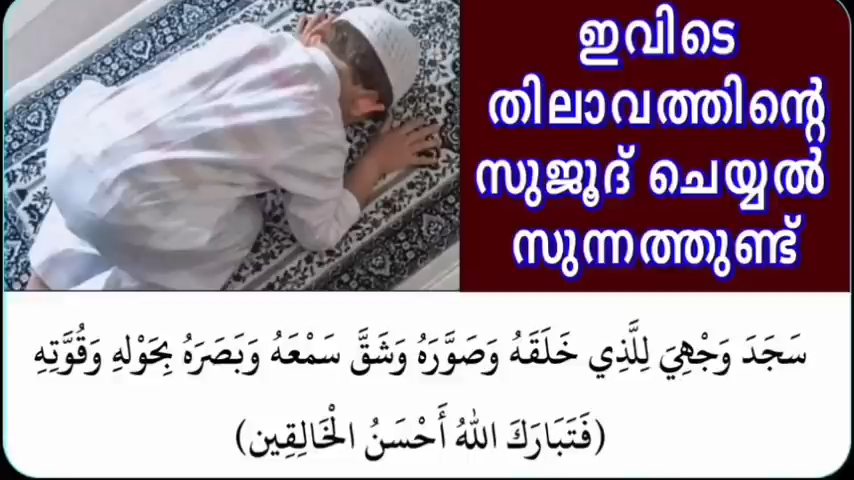 ഇവിടെ
തിലാവത്തിന്റെ
സുജൂദ് ചെയ്യൽ
സുന്നത്തുണ്ട്
سَجَدَ وَجْهِيَ لِلَّذِي خَلَقَهُ وَصَوَّرَهُ وَشَقَّ سَمْعَهُ وَبَصَرَهُ بِحَوْلِهِ وَقُوَّتِهِ
(فَتَبَارَكَ اللهُ أَحْسَنُ الْخَالِقِين)